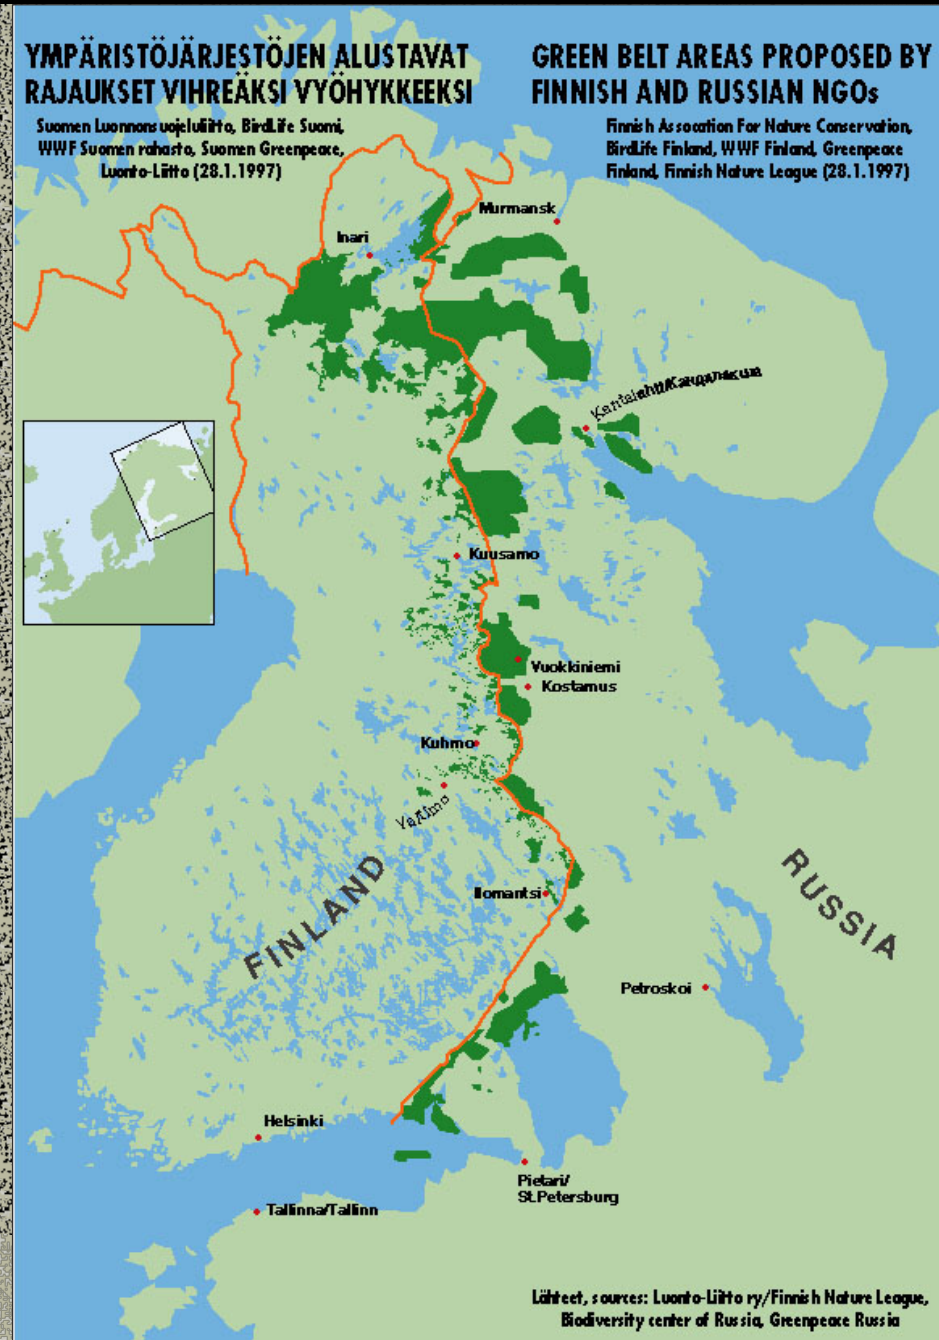 YMPÄRISTÖJÄRJESTÖJEN ALUSTAVAT
RAJAUKSET VIHREÄKSI VYÖHYKKEEKSI
Suomen Luonnonsuojeluliitto, BirdLife Suomi,
WWF Suomen rahasto, Suomen Greenpeace,
Luonto-Liitto (28.1.1997)
GREEN BELT AREAS PROPOSED BY
FINNISH AND RUSSIAN NGOs
Finnish Assocation For Nature Conservation,
BirdLife Finland, WWF Finland, Greenpeace
Finland, Finnish Nature League (28.1.1997)
Murmansk
Inari
Kuusamo
Vuokkiniemi
Kostamus
Kuhmo
FINLAND
RUSSIA
Ilomantsi
Petroskoi
Helsinki
Pietari/
St.Petersburg
Tallinna/Tallinn
Lähteet, sources: Luonto-Liitto ry/Finnish Nature League,
Biodiversity center of Russia, Greenpeace Russia